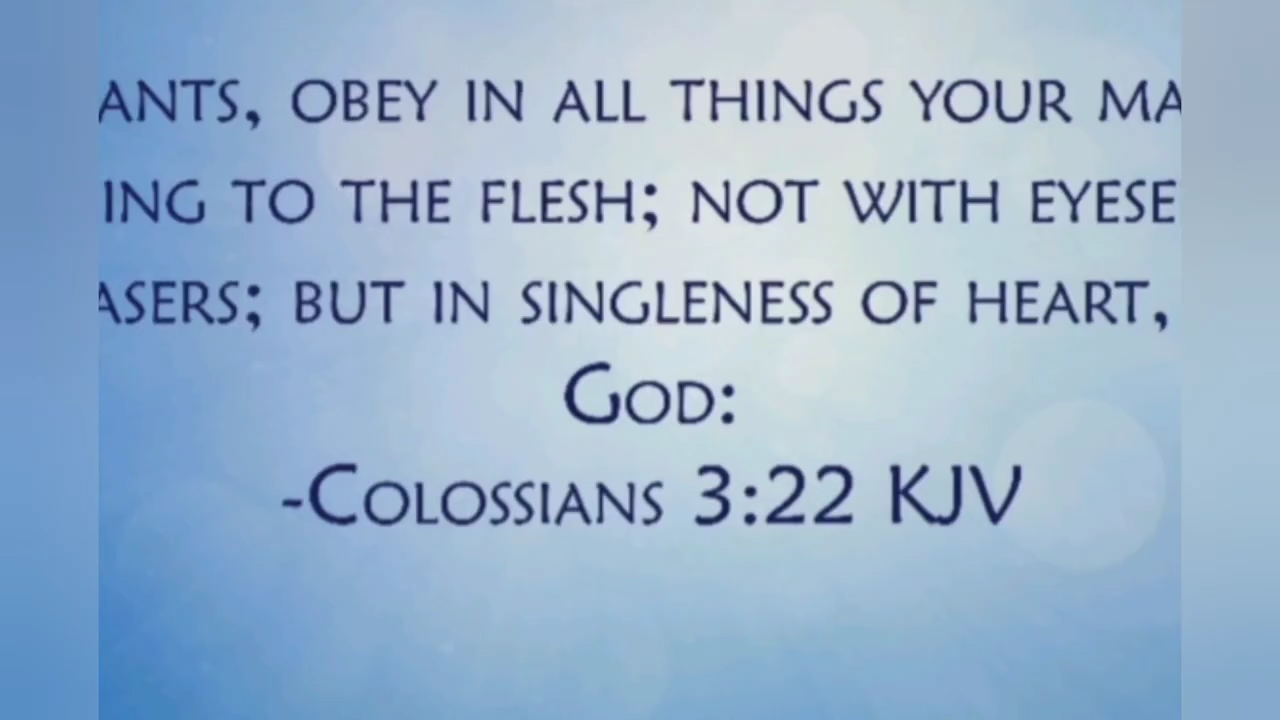 ANTS, OBEY IN ALL THINGS YOUR MA
ING TO THE FLESH; NOT WITH EYESE
ASERS; BUT IN SINGLENESS OF HEART,
GOD:
-COLOSSIANS 3:22 KJV